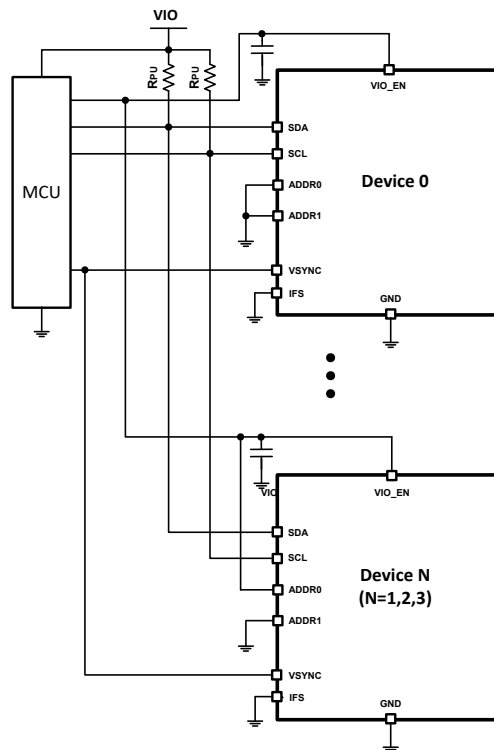 VIO
RPU
RPU
VIO_EN
SDA
SCL
ADDR0
Device 0
MCU
ADDR1
VSYNC
IFS
GND
VIO
VIO_EN
SDA
SCL
ADDR0
Device N
(N=1,2,3)
ADDR1
VSYNC
IFS
GND